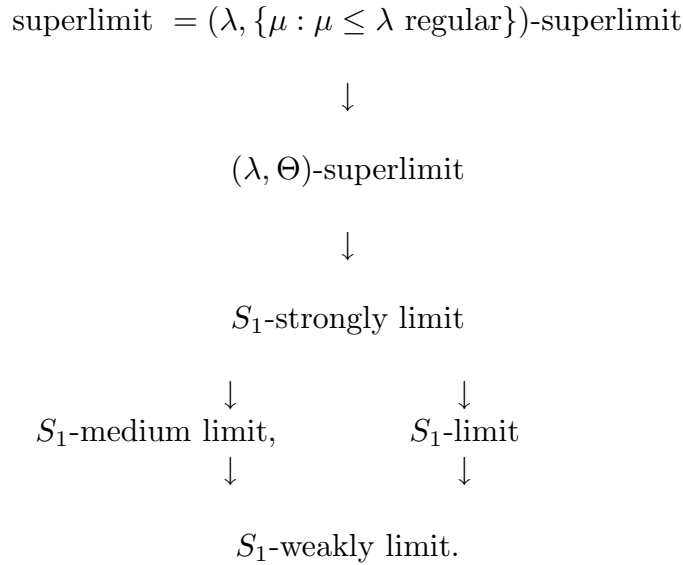 superlimit = (λ, {μ : μ ≤ λ regular})-superlimit
↓
(λ, Θ)-superlimit
↓
S₁-strongly limit
↓ ↓
S₁-medium limit, S₁-limit
↓ ↓
S₁-weakly limit.